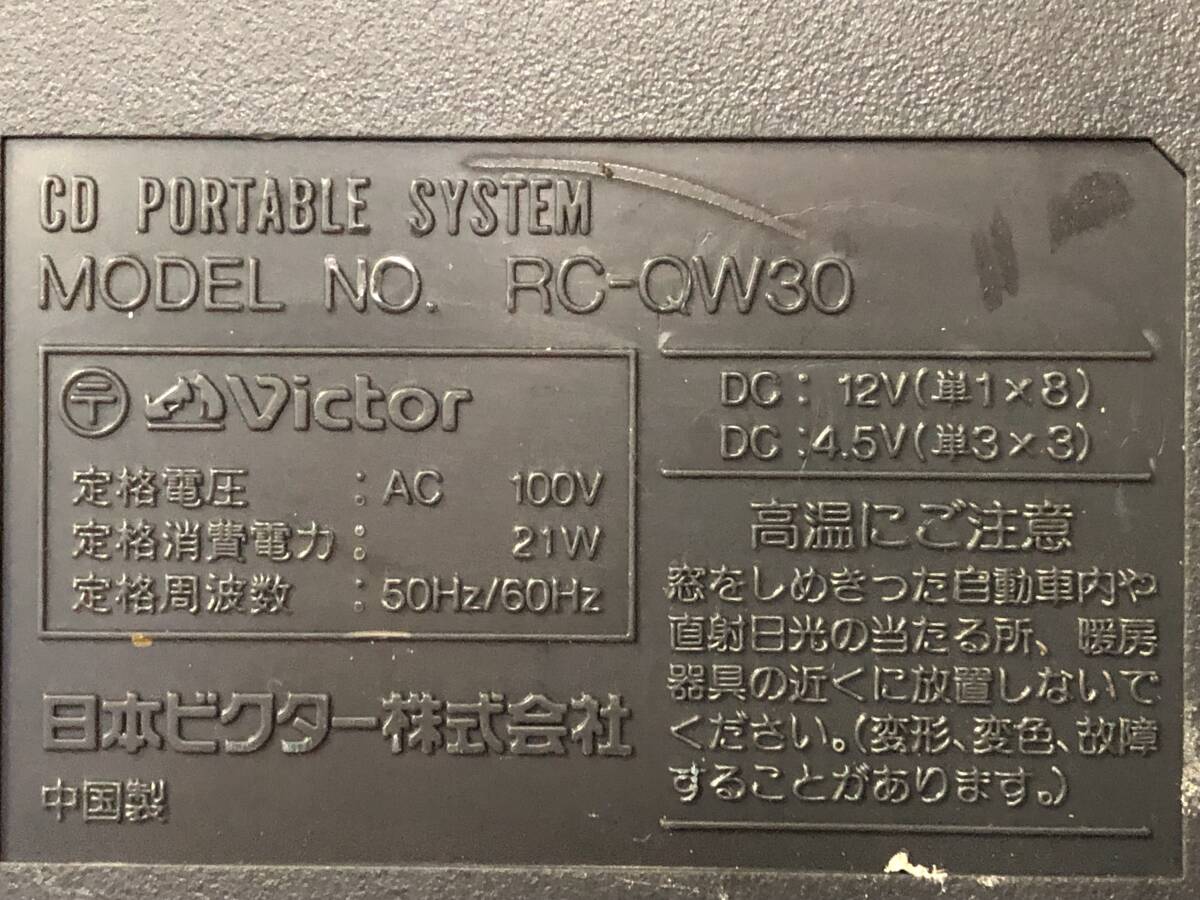 CD PORTABLE SYSTEM
MODEL NO. RC-QW30
〒 Victor
定格電圧 : AC 100V
定格消費電力 : 21W
定格周波数 : 50Hz/60Hz
日本ビクター株式会社
中国製
DC: 12V(単1×8)
DC:4.5V(単3×3)
高温にご注意
窓をしめきった自動車内や
直射日光の当たる所、暖房
器具の近くに放置しないで
ください。(変形、変色、故障
することがあります。)